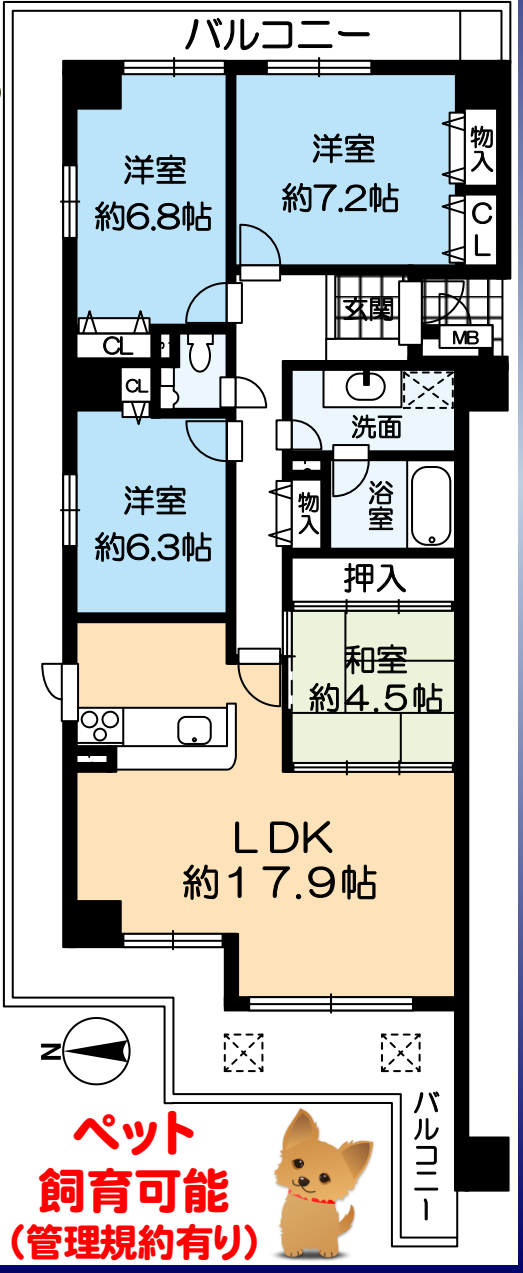 バルコニー
洋室
約6.8帖
洋室
約7.2帖
物入
CL
玄関
MB
CL
CL
洗面
洋室
約6.3帖
物入
浴室
押入
和室
約4.5帖
LDK
約17.9帖
N
バルコニー
ペット
飼育可能
(管理規約有り)